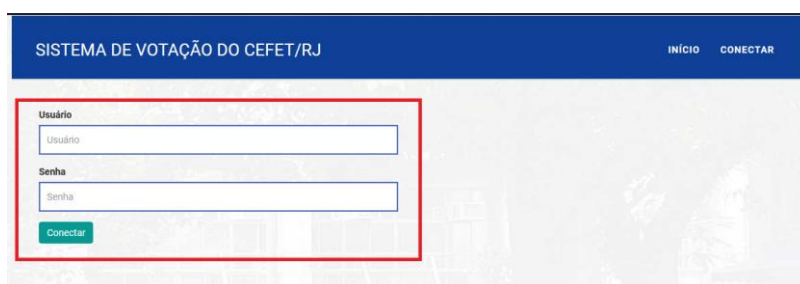 SISTEMA DE VOTAÇÃO DO CEFET/RJ
INÍCIO CONECTAR
Usuário
Usuário
Senha
Senha
Conectar